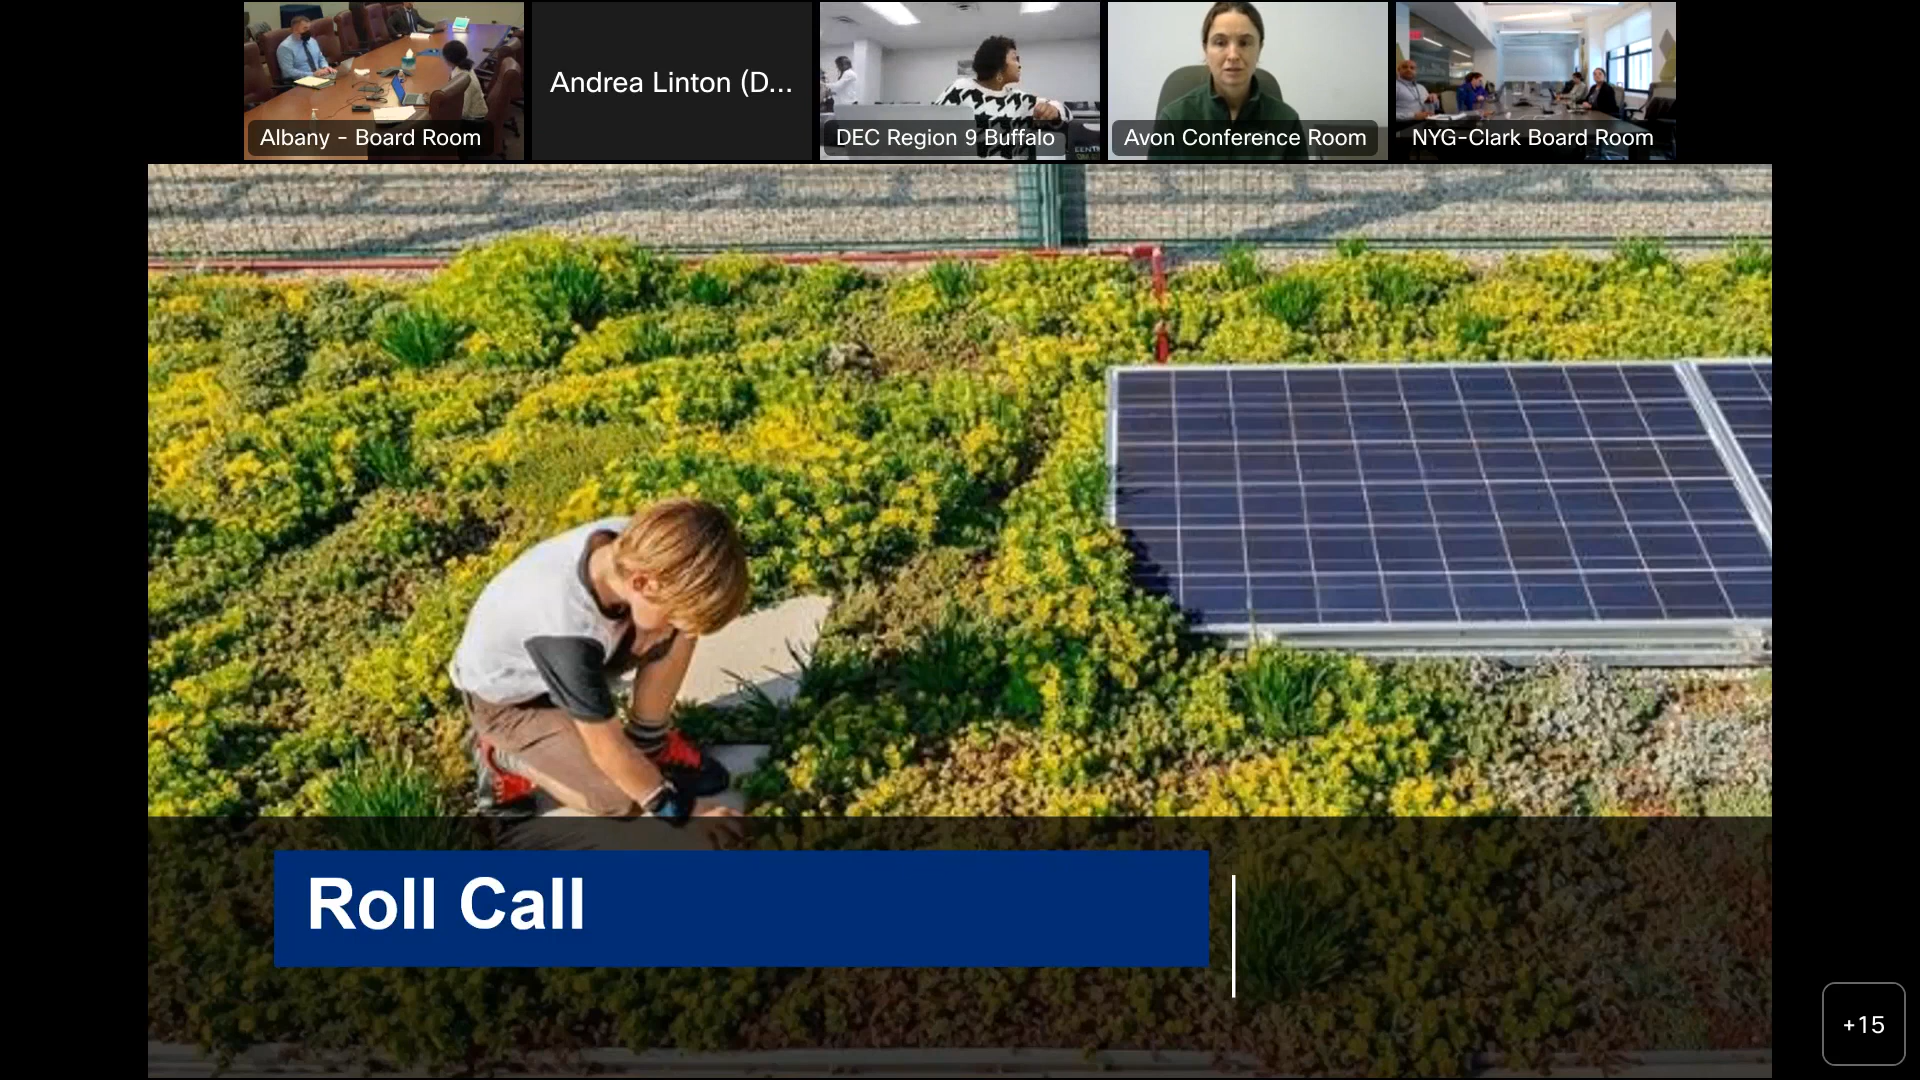 Albany - Board Room
Andrea Linton (D...
DEC Region 9 Buffalo
Avon Conference Room
NYG-Clark Board Room
Roll Call
+15